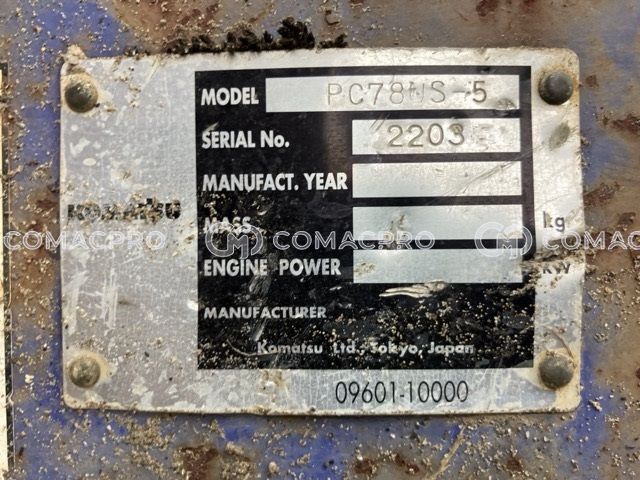 MODEL PC78US-5
SERIAL No. 2203
MANUFACT. YEAR
KOMATSU
MASS kg
COMACPRO COMACPRO COMACPRO
ENGINE POWER kW
MANUFACTURER
Komatsu Ltd., Tokyo, Japan
09601-10000